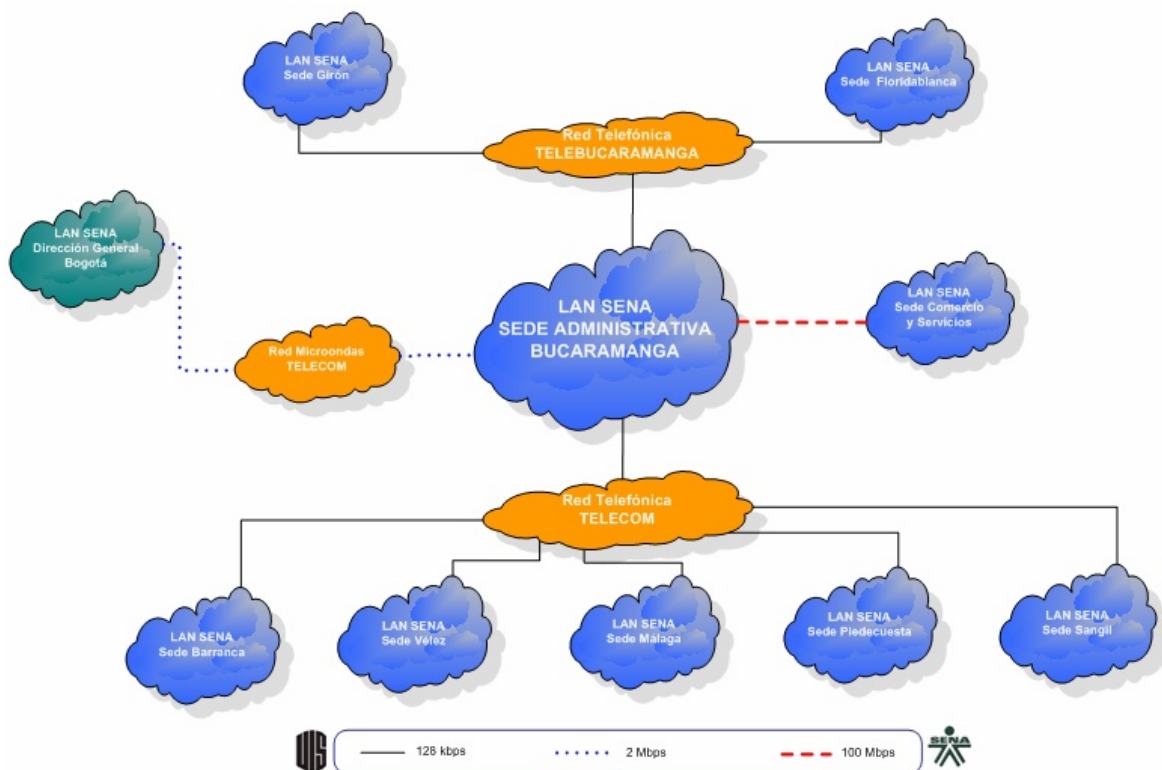 LAN SENA
Sede Girón
LAN SENA
Sede Floridablanca
Red Telefónica
TELEBUCARAMANGA
LAN SENA
Dirección General
Bogotá
LAN SENA
SEDE ADMINISTRATIVA
BUCARAMANGA
LAN SENA
Sede Comercio
y Servicios
Red Microondas
TELECOM
Red Telefónica
TELECOM
LAN SENA
Sede Barranca
LAN SENA
Sede Vélez
LAN SENA
Sede Málaga
LAN SENA
Sede Piedecuesta
LAN SENA
Sede Sangil
UIS
128 kbps
2 Mbps
100 Mbps
SENA